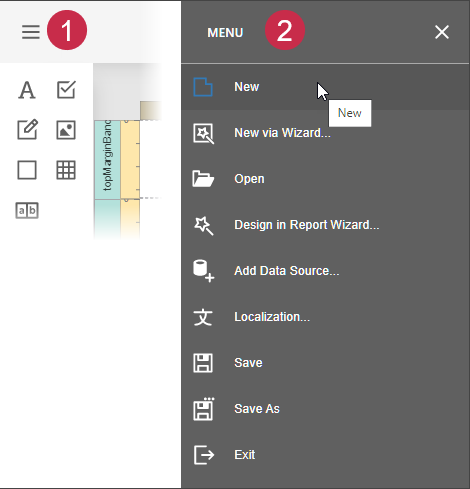 1
2
MENU
A
ab
topMarginBand
New
New
New via Wizard...
Open
Design in Report Wizard...
Add Data Source...
Localization...
Save
Save As
Exit